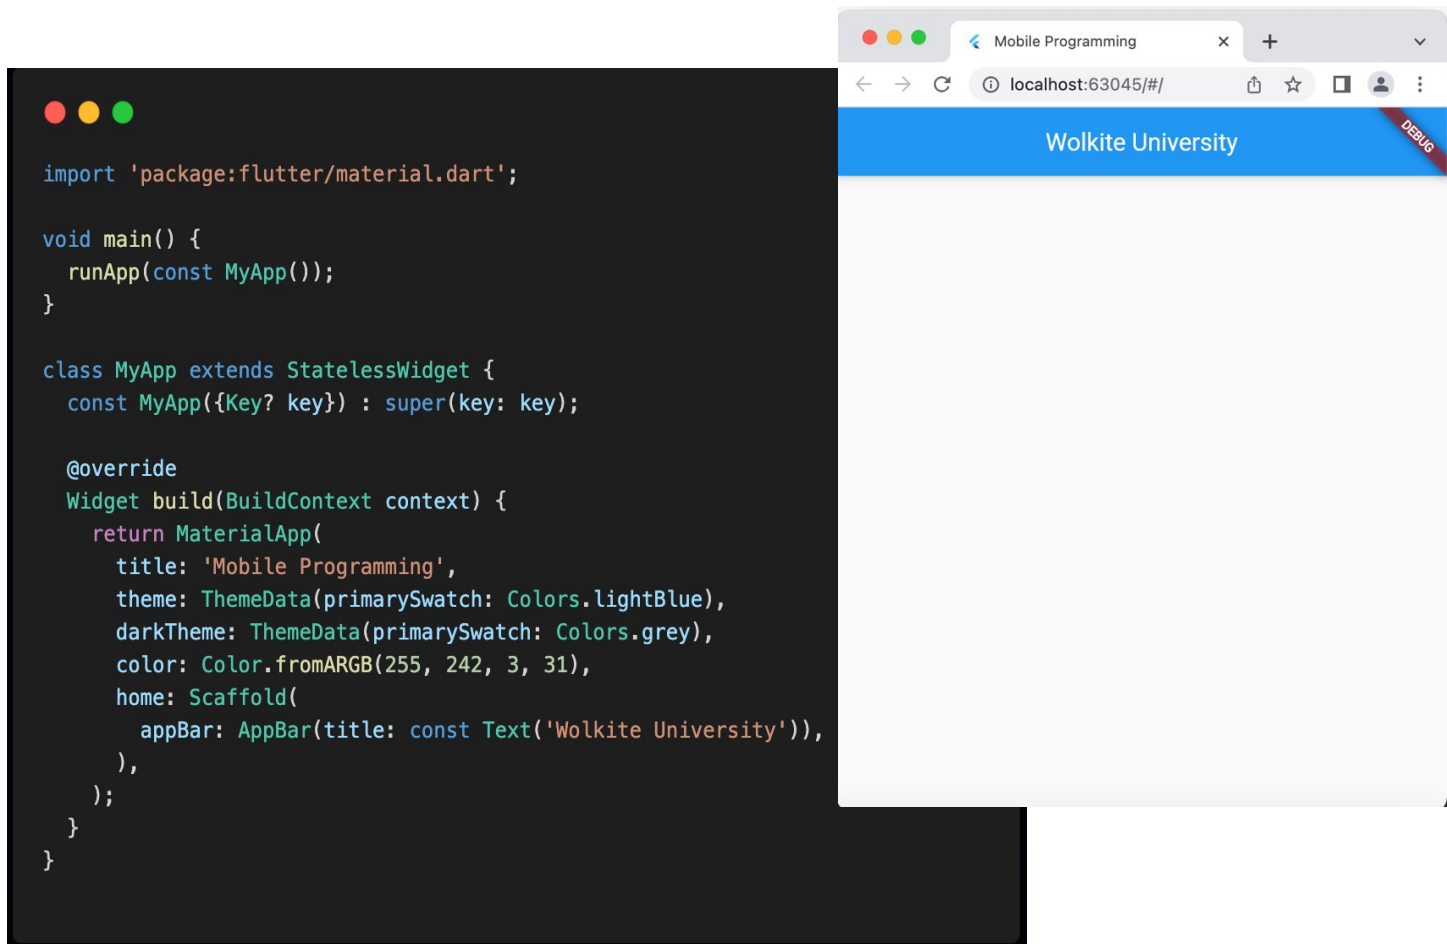 import 'package:flutter/material.dart';
void main() {
  runApp(const MyApp());
}
class MyApp extends StatelessWidget {
  const MyApp({Key? key}) : super(key: key);
  @override
  Widget build(BuildContext context) {
    return MaterialApp(
      title: 'Mobile Programming',
      theme: ThemeData(primarySwatch: Colors.lightBlue),
      darkTheme: ThemeData(primarySwatch: Colors.grey),
      color: Color.fromARGB(255, 242, 3, 31),
      home: Scaffold(
        appBar: AppBar(title: const Text('Wolkite University')),
      ),
    );
  }
}
Mobile Programming
localhost:63045/#/
Wolkite University
DEBUG